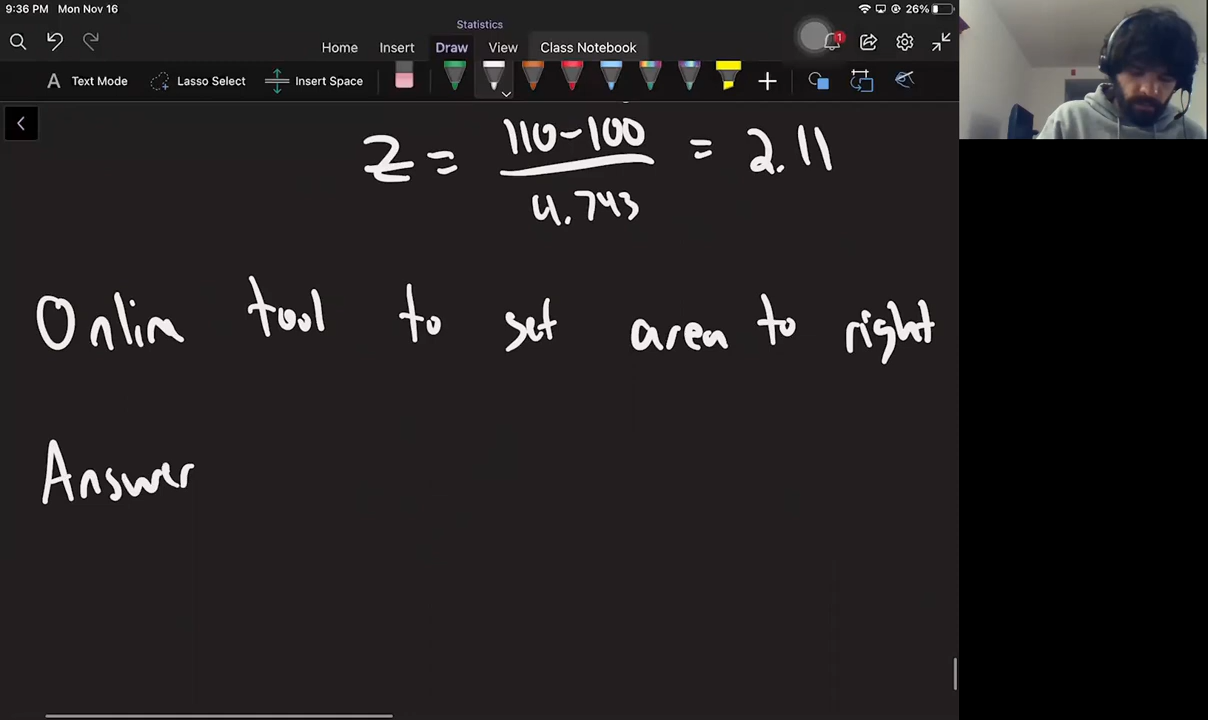 9:36 PM Mon Nov 16
26%
Statistics
1
Home Insert Draw View Class Notebook
A Text Mode Lasso Select Insert Space
Z = 110-100 / 4.743 = 2.11
Onlin tool to set area to right
Answer